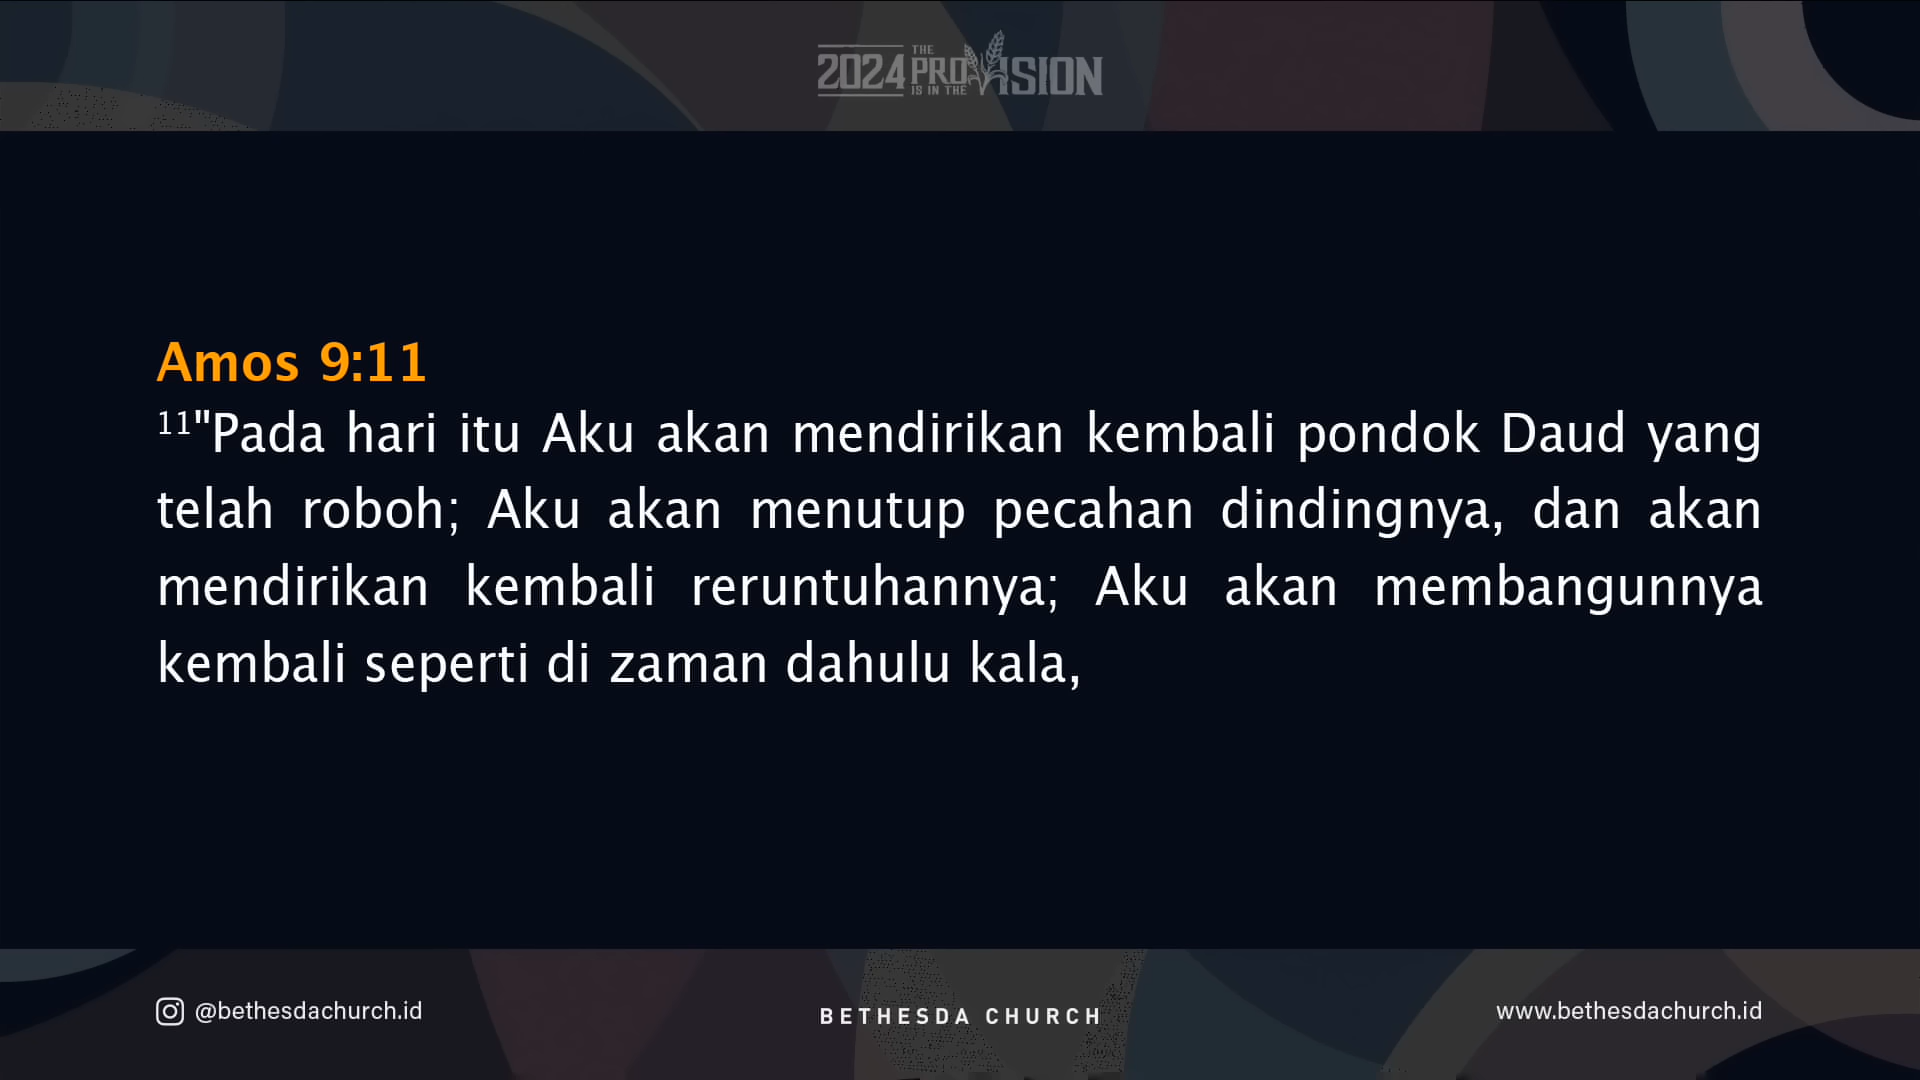 2024 THE PROVISION IS IN THE
Amos 9:11
11"Pada hari itu Aku akan mendirikan kembali pondok Daud yang
telah roboh; Aku akan menutup pecahan dindingnya, dan akan
mendirikan kembali reruntuhannya; Aku akan membangunnya
kembali seperti di zaman dahulu kala,
@bethesdachurch.id
BETHESDA CHURCH
www.bethesdachurch.id